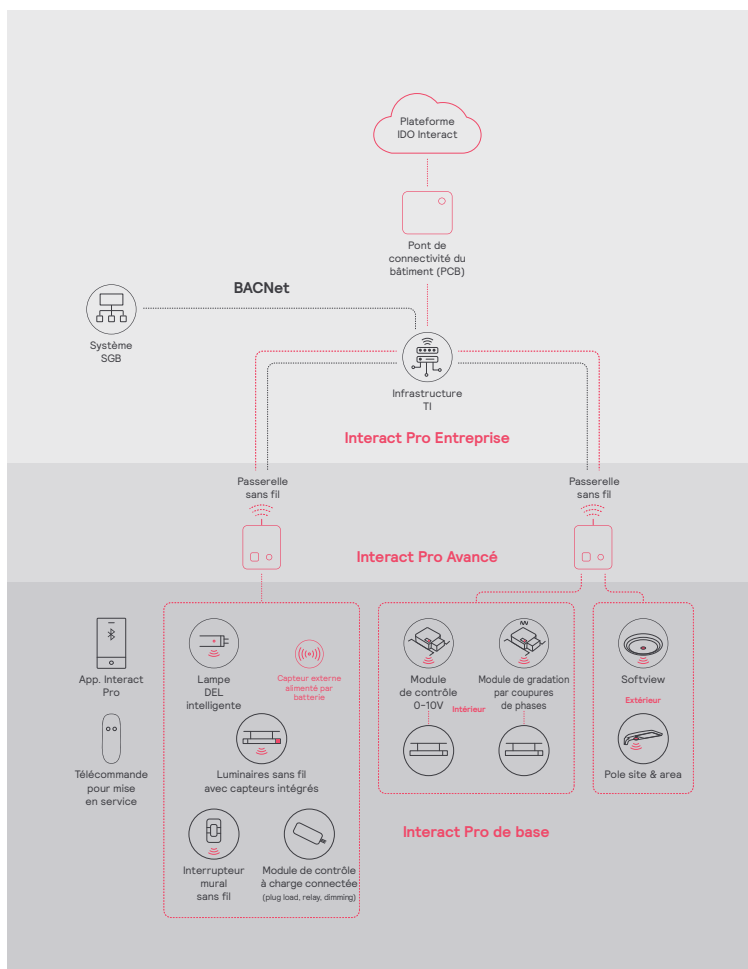 Plateforme
IDO Interact
Pont de
connectivité du
bâtiment (PCB)
BACNet
Système
SGB
Infrastructure
TI
Interact Pro Entreprise
Passerelle
sans fil
Passerelle
sans fil
Interact Pro Avancé
App. Interact
Pro
Télécommande
pour mise
en service
Lampe
DEL
intelligente
Capteur externe
alimenté par
batterie
Luminaires sans fil
avec capteurs intégrés
Interrupteur
mural
sans fil
Module de contrôle
à charge connectée
(plug load, relay, dimming)
Module
de contrôle
0-10V
Intérieur
Module de gradation
par coupures
de phases
Softview
Extérieur
Pole site & area
Interact Pro de base